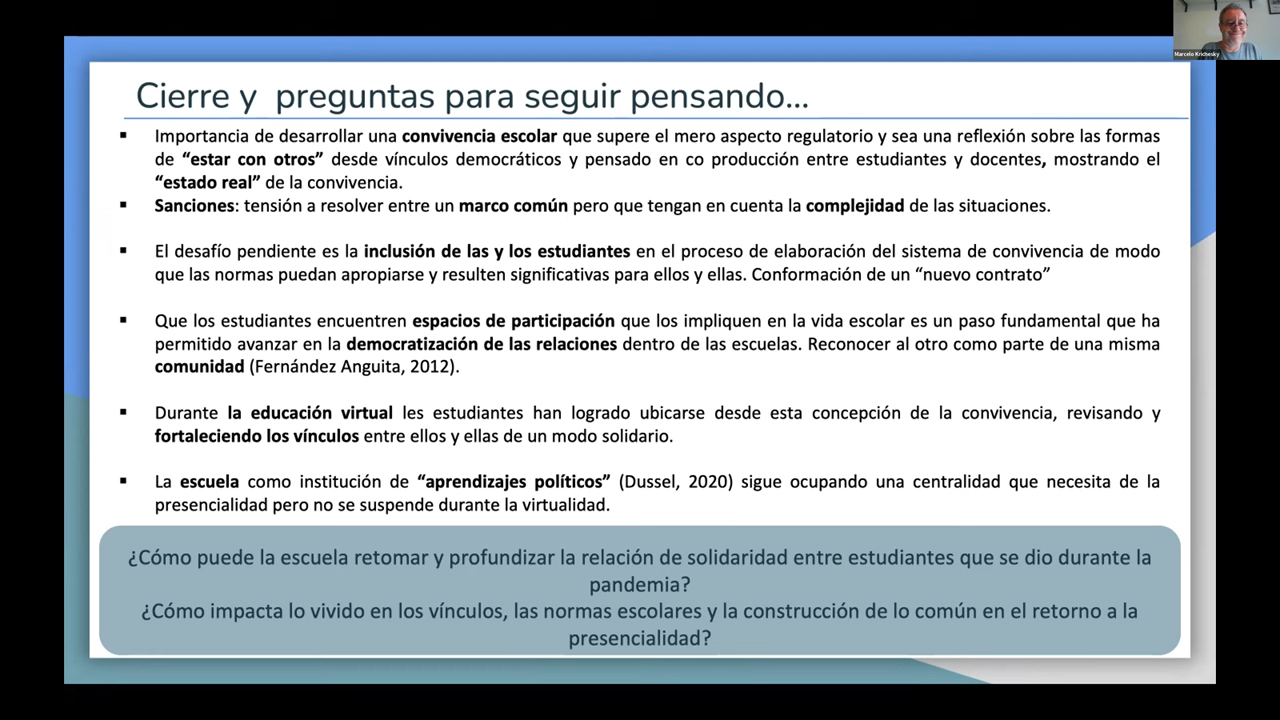 Marcelo Krichesky
Cierre y preguntas para seguir pensando...
▪ Importancia de desarrollar una convivencia escolar que supere el mero aspecto regulatorio y sea una reflexión sobre las formas
de “estar con otros” desde vínculos democráticos y pensado en co producción entre estudiantes y docentes, mostrando el
“estado real” de la convivencia.
▪ Sanciones: tensión a resolver entre un marco común pero que tengan en cuenta la complejidad de las situaciones.
▪ El desafío pendiente es la inclusión de las y los estudiantes en el proceso de elaboración del sistema de convivencia de modo
que las normas puedan apropiarse y resulten significativas para ellos y ellas. Conformación de un “nuevo contrato”
▪ Que los estudiantes encuentren espacios de participación que los impliquen en la vida escolar es un paso fundamental que ha
permitido avanzar en la democratización de las relaciones dentro de las escuelas. Reconocer al otro como parte de una misma
comunidad (Fernández Anguita, 2012).
▪ Durante la educación virtual les estudiantes han logrado ubicarse desde esta concepción de la convivencia, revisando y
fortaleciendo los vínculos entre ellos y ellas de un modo solidario.
▪ La escuela como institución de “aprendizajes políticos” (Dussel, 2020) sigue ocupando una centralidad que necesita de la
presencialidad pero no se suspende durante la virtualidad.
¿Cómo puede la escuela retomar y profundizar la relación de solidaridad entre estudiantes que se dio durante la
pandemia?
¿Cómo impacta lo vivido en los vínculos, las normas escolares y la construcción de lo común en el retorno a la
presencialidad?